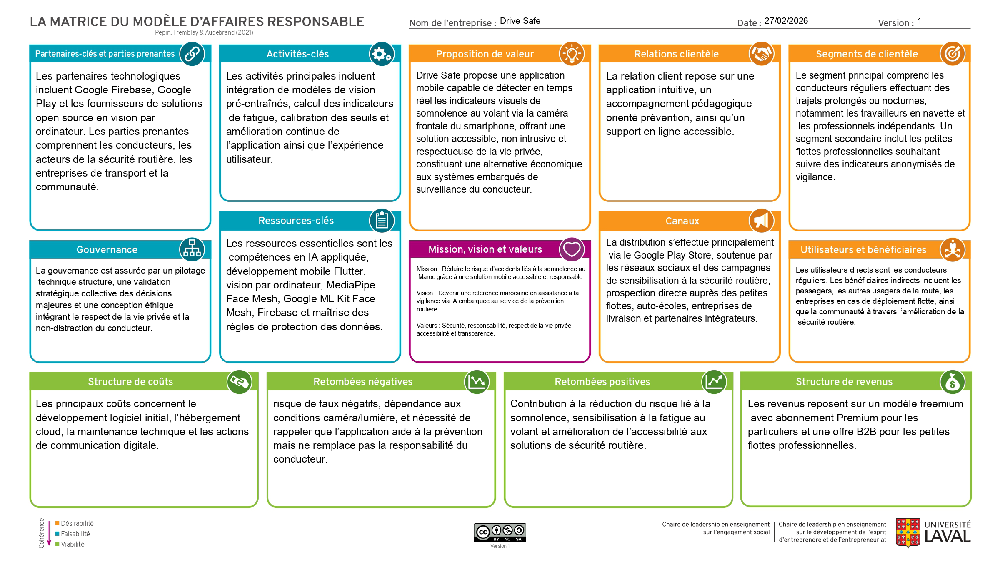 LA MATRICE DU MODÈLE D’AFFAIRES RESPONSABLE
Pepin, Tremblay & Audebrand (2021)
Nom de l’entreprise : Drive Safe
Date : 27/02/2026
Version : 1
Partenaires-clés et parties prenantes
Les partenaires technologiques
incluent Google Firebase, Google
Play et les fournisseurs de solutions
open source en vision par
ordinateur. Les parties prenantes
comprennent les conducteurs, les
acteurs de la sécurité routière, les
entreprises de transport et la
communauté.
Activités-clés
Les activités principales incluent
intégration de modèles de vision
pré-entraînés, calcul des indicateurs
de fatigue, calibration des seuils et
amélioration continue de
l’application ainsi que l’expérience
utilisateur.
Proposition de valeur
Drive Safe propose une application
mobile capable de détecter en temps
réel les indicateurs visuels de
somnolence au volant via la caméra
frontale du smartphone, offrant une
solution accessible, non intrusive et
respectueuse de la vie privée,
constituant une alternative économique
aux systèmes embarqués de
surveillance du conducteur.
Relations clientèle
La relation client repose sur une
application intuitive, un
accompagnement pédagogique
orienté prévention, ainsi qu’un
support en ligne accessible.
Segments de clientèle
Le segment principal comprend les
conducteurs réguliers effectuant des
trajets prolongés ou nocturnes,
notamment les travailleurs en navette et
les professionnels indépendants. Un
segment secondaire inclut les petites
flottes professionnelles souhaitant
suivre des indicateurs anonymisés de
vigilance.
Gouvernance
La gouvernance est assurée par un pilotage
technique structuré, une validation
stratégique collective des décisions
majeures et une conception éthique
intégrant le respect de la vie privée et la
non-distraction du conducteur.
Ressources-clés
Les ressources essentielles sont les
compétences en IA appliquée,
développement mobile Flutter,
vision par ordinateur, MediaPipe
Face Mesh, Google ML Kit Face
Mesh, Firebase et maîtrise des
règles de protection des données.
Mission, vision et valeurs
Mission : Réduire le risque d’accidents liés à la somnolence au
Maroc grâce à une solution mobile accessible et responsable.
Vision : Devenir une référence marocaine en assistance à la
vigilance via IA embarquée au service de la prévention
routière.
Valeurs : Sécurité, responsabilité, respect de la vie privée,
accessibilité et transparence.
Canaux
La distribution s’effectue principalement
via le Google Play Store, soutenue par
les réseaux sociaux et des campagnes
de sensibilisation à la sécurité routière,
prospection directe auprès des petites
flottes, auto-écoles, entreprises de
livraison et partenaires intégrateurs.
Utilisateurs et bénéficiaires
Les utilisateurs directs sont les conducteurs
réguliers. Les bénéficiaires indirects incluent les
passagers, les autres usagers de la route, les
entreprises en cas de déploiement flotte, ainsi
que la communauté à travers l’amélioration de la
sécurité routière.
Structure de coûts
Les principaux coûts concernent le
développement logiciel initial, l’hébergement
cloud, la maintenance technique et les actions
de communication digitale.
Retombées négatives
risque de faux négatifs, dépendance aux
conditions caméra/lumière, et nécessité de
rappeler que l’application aide à la prévention
mais ne remplace pas la responsabilité du
conducteur.
Retombées positives
Contribution à la réduction du risque lié à la
somnolence, sensibilisation à la fatigue au
volant et amélioration de l’accessibilité aux
solutions de sécurité routière.
Structure de revenus
$
Les revenus reposent sur un modèle freemium
avec abonnement Premium pour les
particuliers et une offre B2B pour les petites
flottes professionnelles.
Cohérence
Désirabilité
Faisabilité
Viabilité
cc BY NC SA
Version 1
Chaire de leadership en enseignement
sur l’engagement social
Chaire de leadership en enseignement
sur le développement de l’esprit
d’entreprendre et de l’entrepreneuriat
UNIVERSITÉ
LAVAL